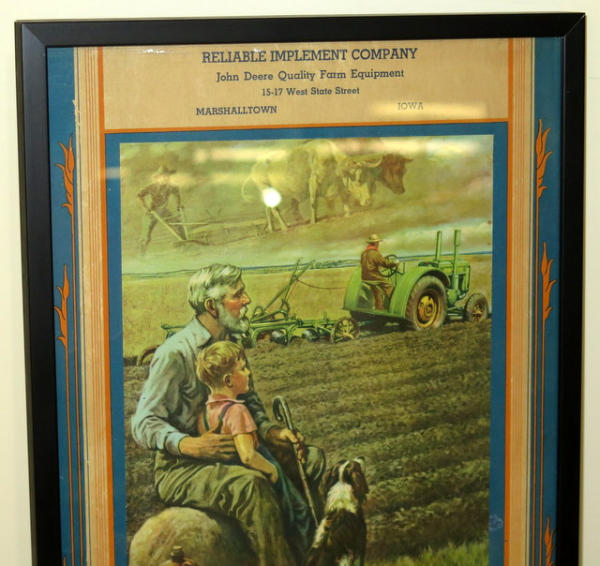 RELIABLE IMPLEMENT COMPANY
John Deere Quality Farm Equipment
15-17 West State Street
MARSHALLTOWN IOWA